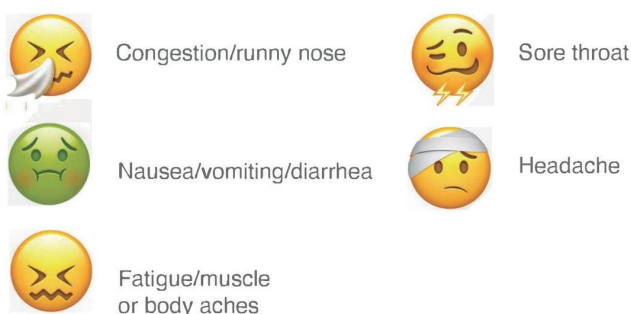 Congestion/runny nose
Sore throat
Nausea/vomiting/diarrhea
Headache
Fatigue/muscle
or body aches